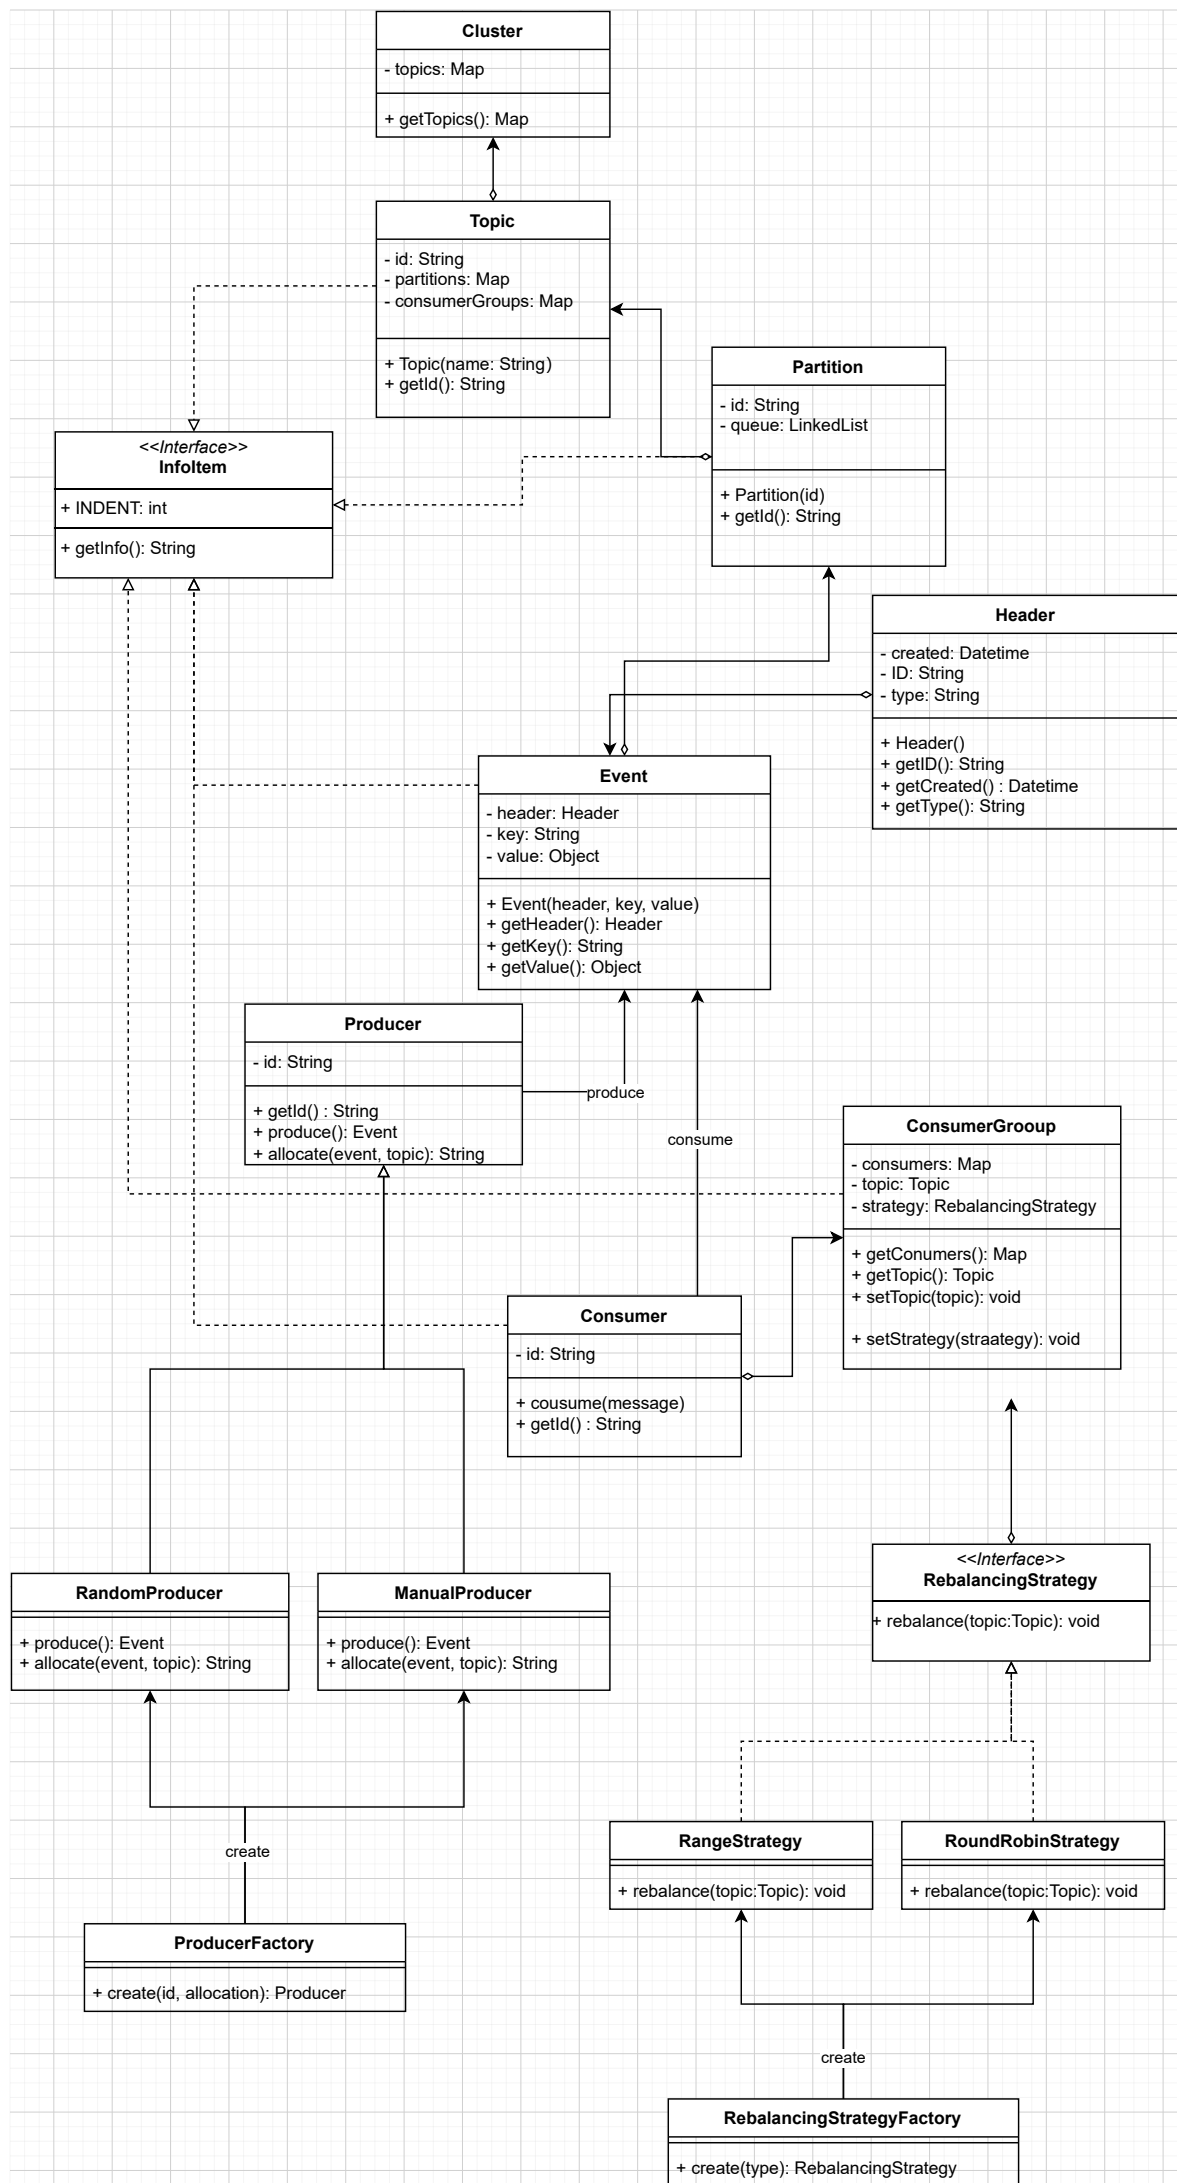 Cluster
- topics: Map
+ getTopics(): Map
Topic
- id: String
- partitions: Map
- consumerGroups: Map
+ Topic(name: String)
+ getId(): String
Partition
- id: String
- queue: LinkedList
+ Partition(id)
+ getId(): String
<<Interface>>
InfoItem
+ INDENT: int
+ getInfo(): String
Header
- created: Datetime
- ID: String
- type: String
+ Header()
+ getID(): String
+ getCreated() : Datetime
+ getType(): String
Event
- header: Header
- key: String
- value: Object
+ Event(header, key, value)
+ getHeader(): Header
+ getKey(): String
+ getValue(): Object
Producer
- id: String
+ getId() : String
+ produce(): Event
+ allocate(event, topic): String
produce
consume
ConsumerGrooup
- consumers: Map
- topic: Topic
- strategy: RebalancingStrategy
+ getConumers(): Map
+ getTopic(): Topic
+ setTopic(topic): void
+ setStrategy(straategy): void
Consumer
- id: String
+ cousume(message)
+ getId() : String
RandomProducer
+ produce(): Event
+ allocate(event, topic): String
ManualProducer
+ produce(): Event
+ allocate(event, topic): String
<<Interface>>
RebalancingStrategy
+ rebalance(topic:Topic): void
create
RangeStrategy
+ rebalance(topic:Topic): void
RoundRobinStrategy
+ rebalance(topic:Topic): void
ProducerFactory
+ create(id, allocation): Producer
create
RebalancingStrategyFactory
+ create(type): RebalancingStrategy